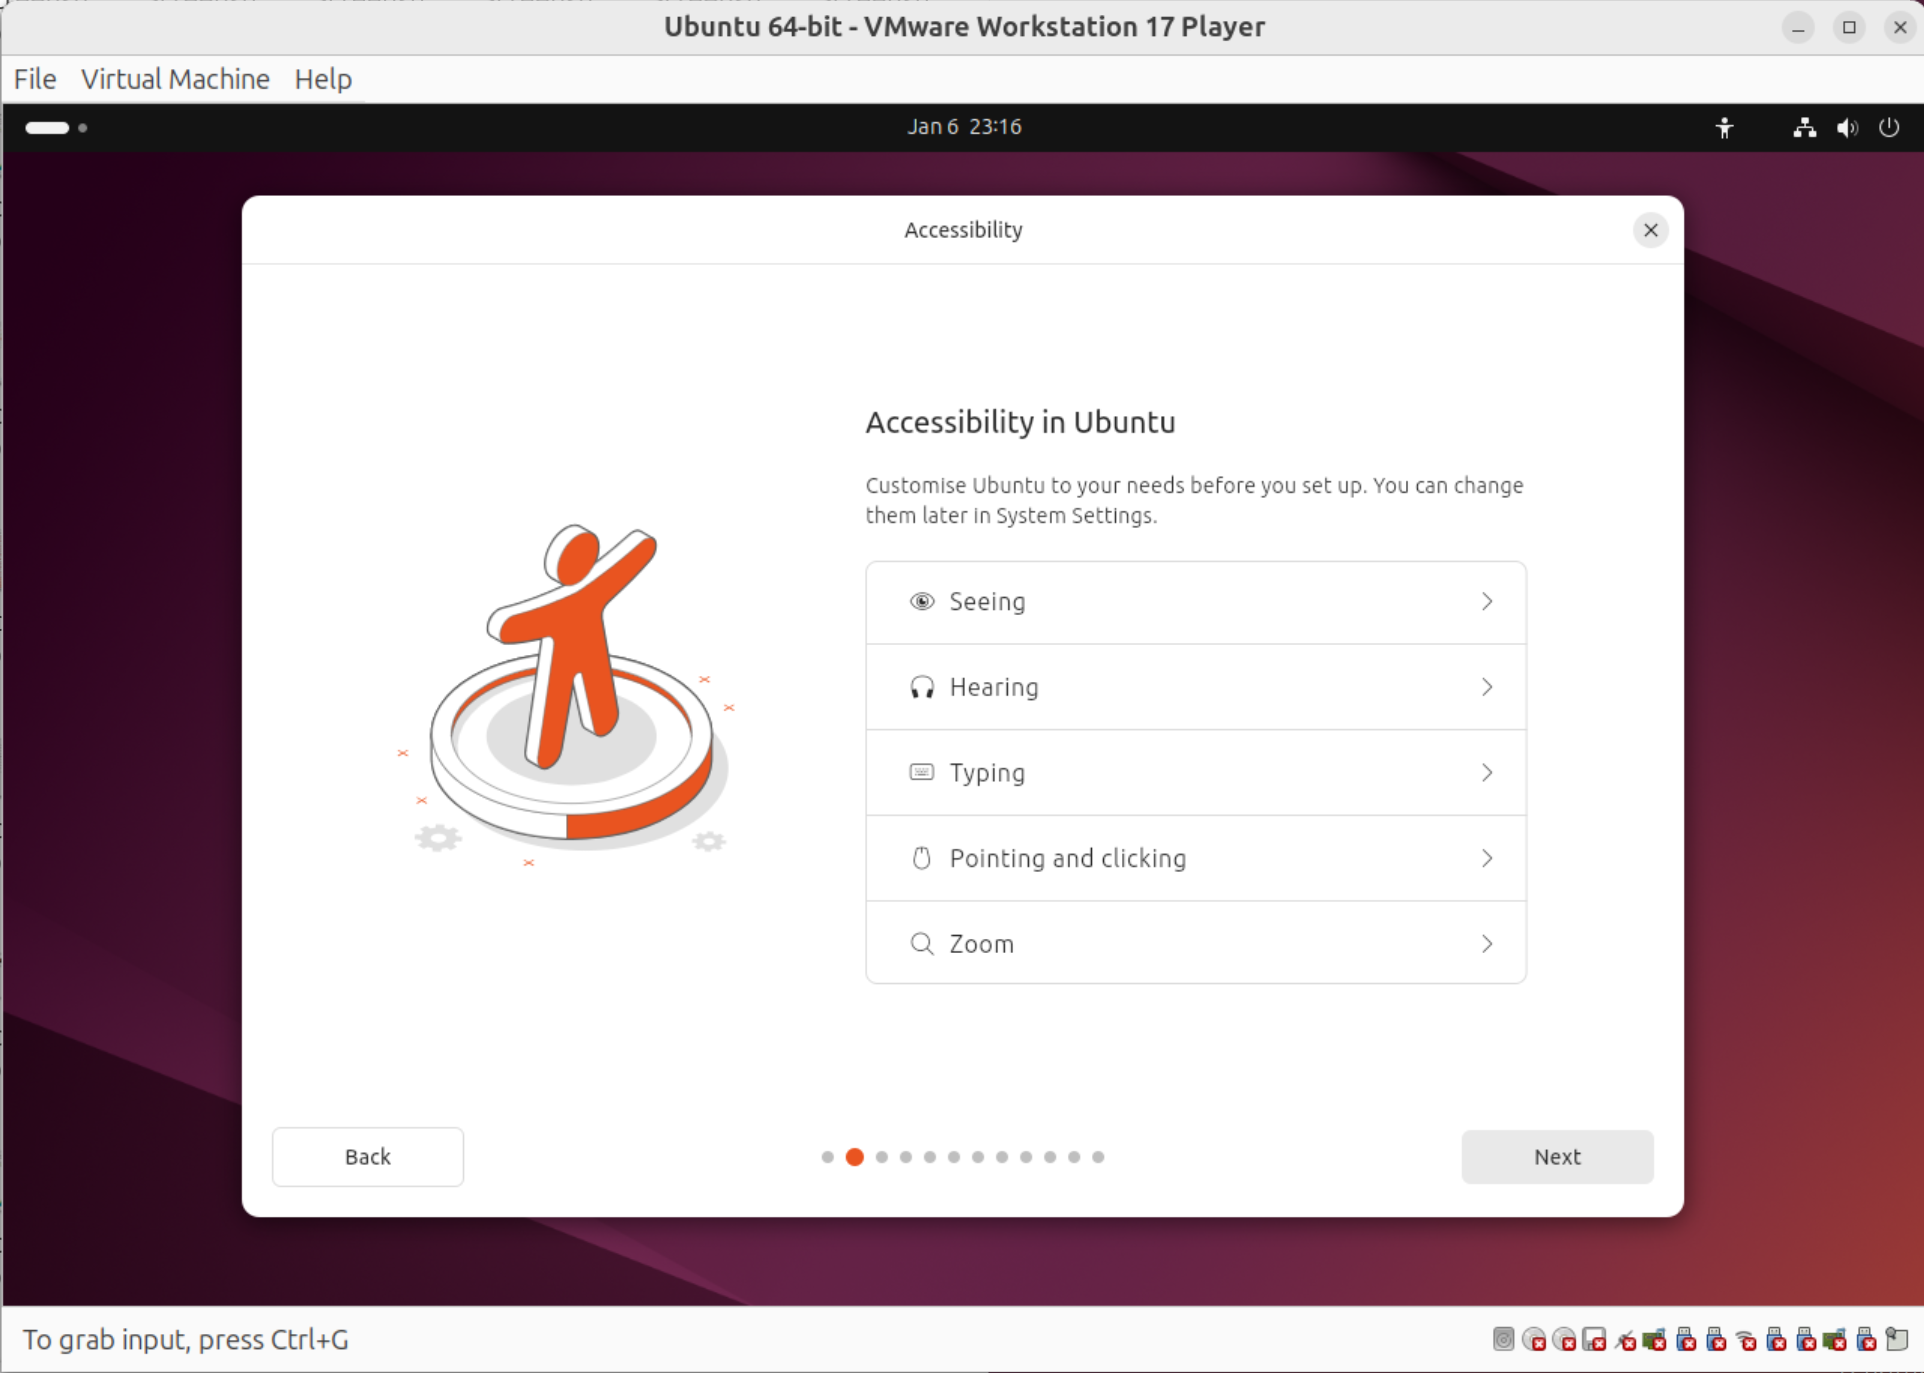 Ubuntu 64-bit - VMware Workstation 17 Player
File Virtual Machine Help
Jan 6 23:16
Accessibility
Accessibility in Ubuntu
Customise Ubuntu to your needs before you set up. You can change
them later in System Settings.
Seeing
Hearing
Typing
Pointing and clicking
Zoom
Back
Next
To grab input, press Ctrl+G